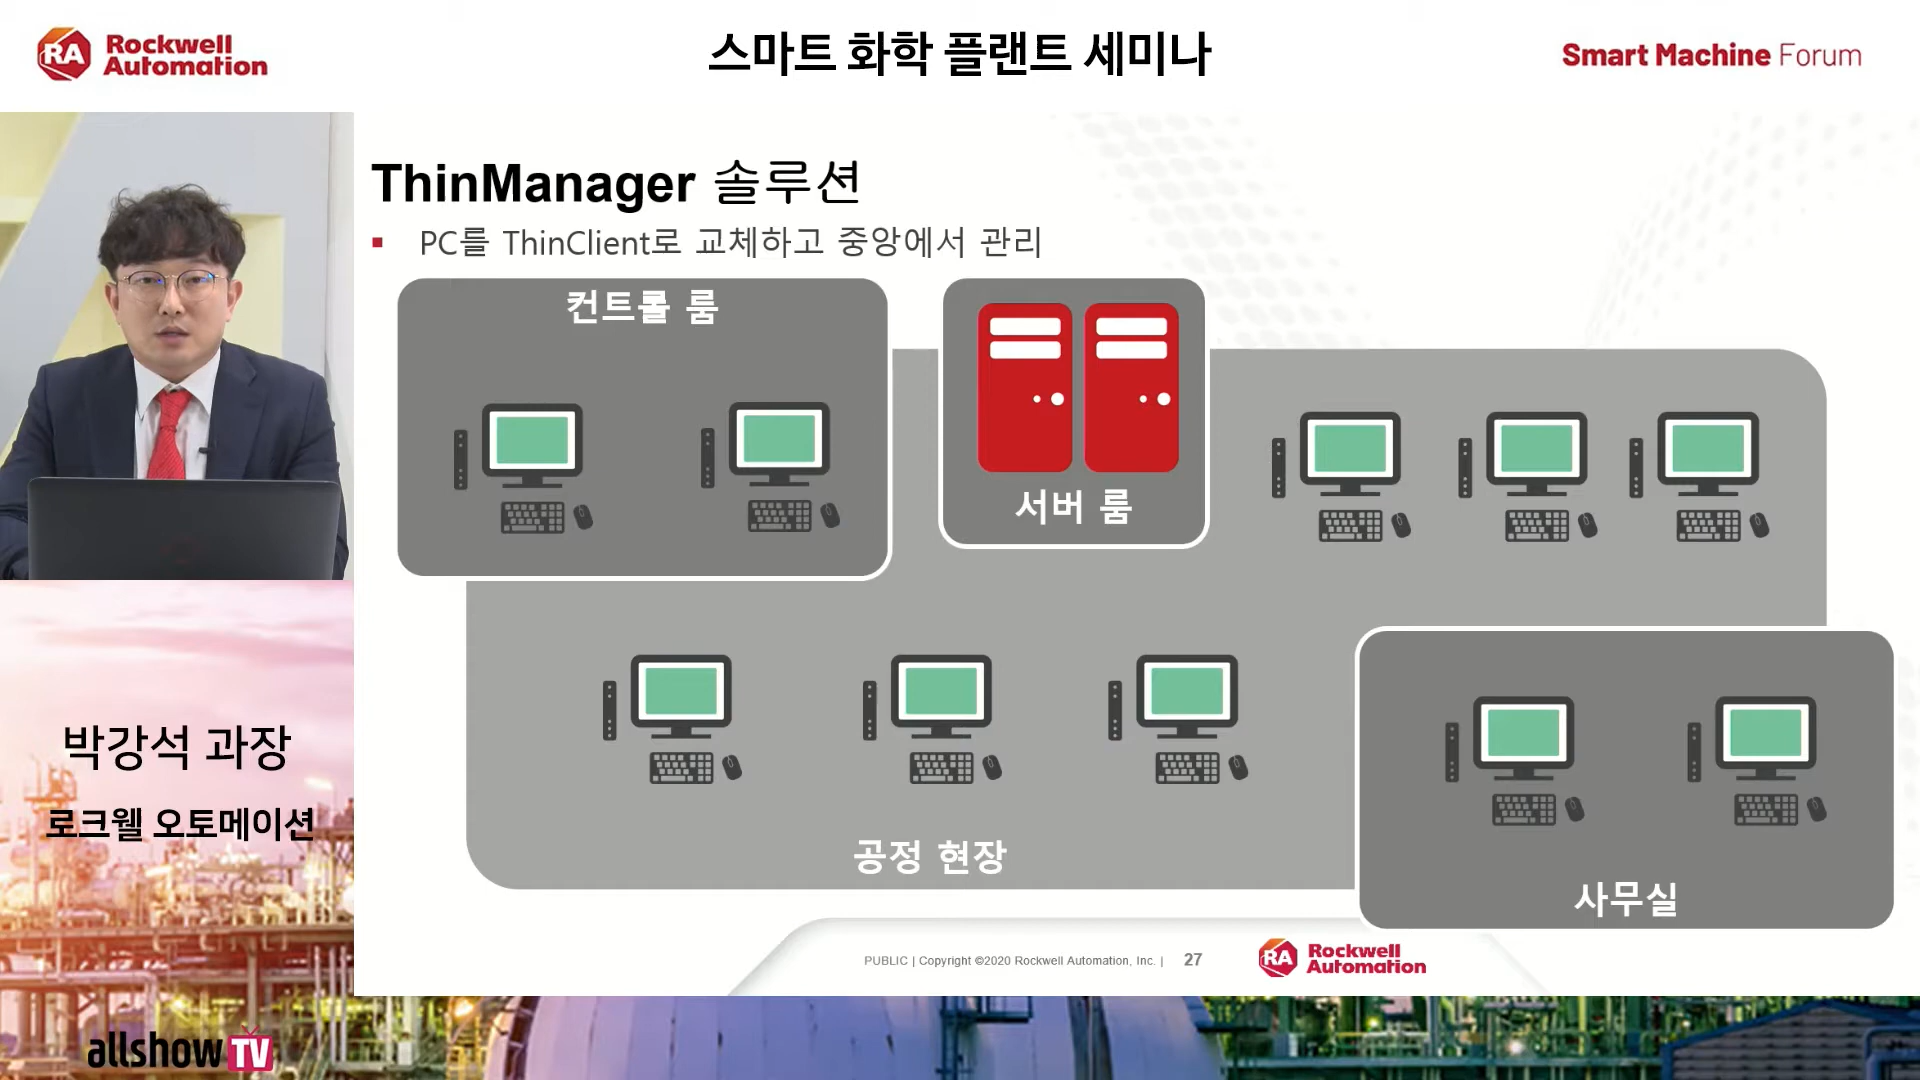 RA Rockwell Automation
스마트 화학 플랜트 세미나
Smart Machine Forum
ThinManager 솔루션
PC를 ThinClient로 교체하고 중앙에서 관리
컨트롤 룸
서버 룸
공정 현장
사무실
박강석 과장
로크웰 오토메이션
PUBLIC | Copyright ©2020 Rockwell Automation, Inc. | 27
RA Rockwell Automation
allshow TV